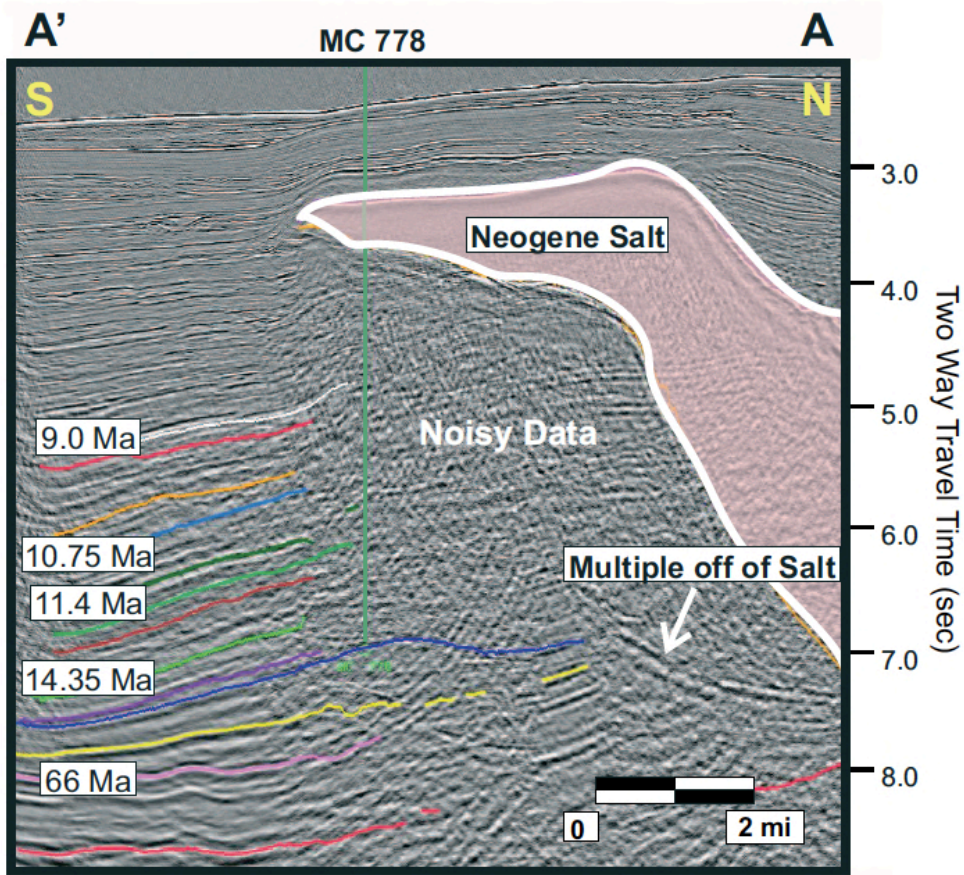 A’ MC 778 A
S N
3.0
Neogene Salt
4.0
Two Way Travel Time (sec)
5.0
9.0 Ma
Noisy Data
6.0
10.75 Ma
Multiple off of Salt
11.4 Ma
7.0
14.35 Ma
66 Ma
8.0
0 2 mi